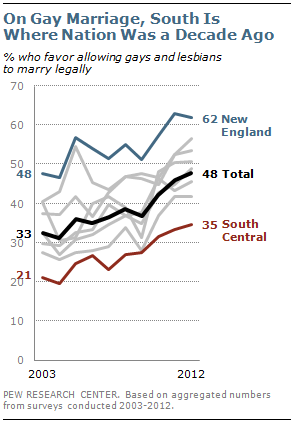 On Gay Marriage, South Is
Where Nation Was a Decade Ago
% who favor allowing gays and lesbians
to marry legally
70
60
50
40
30
20
10
0
48
33
21
62 New
England
48 Total
35 South
Central
2003
2012
PEW RESEARCH CENTER. Based on aggregated numbers
from surveys conducted 2003-2012.